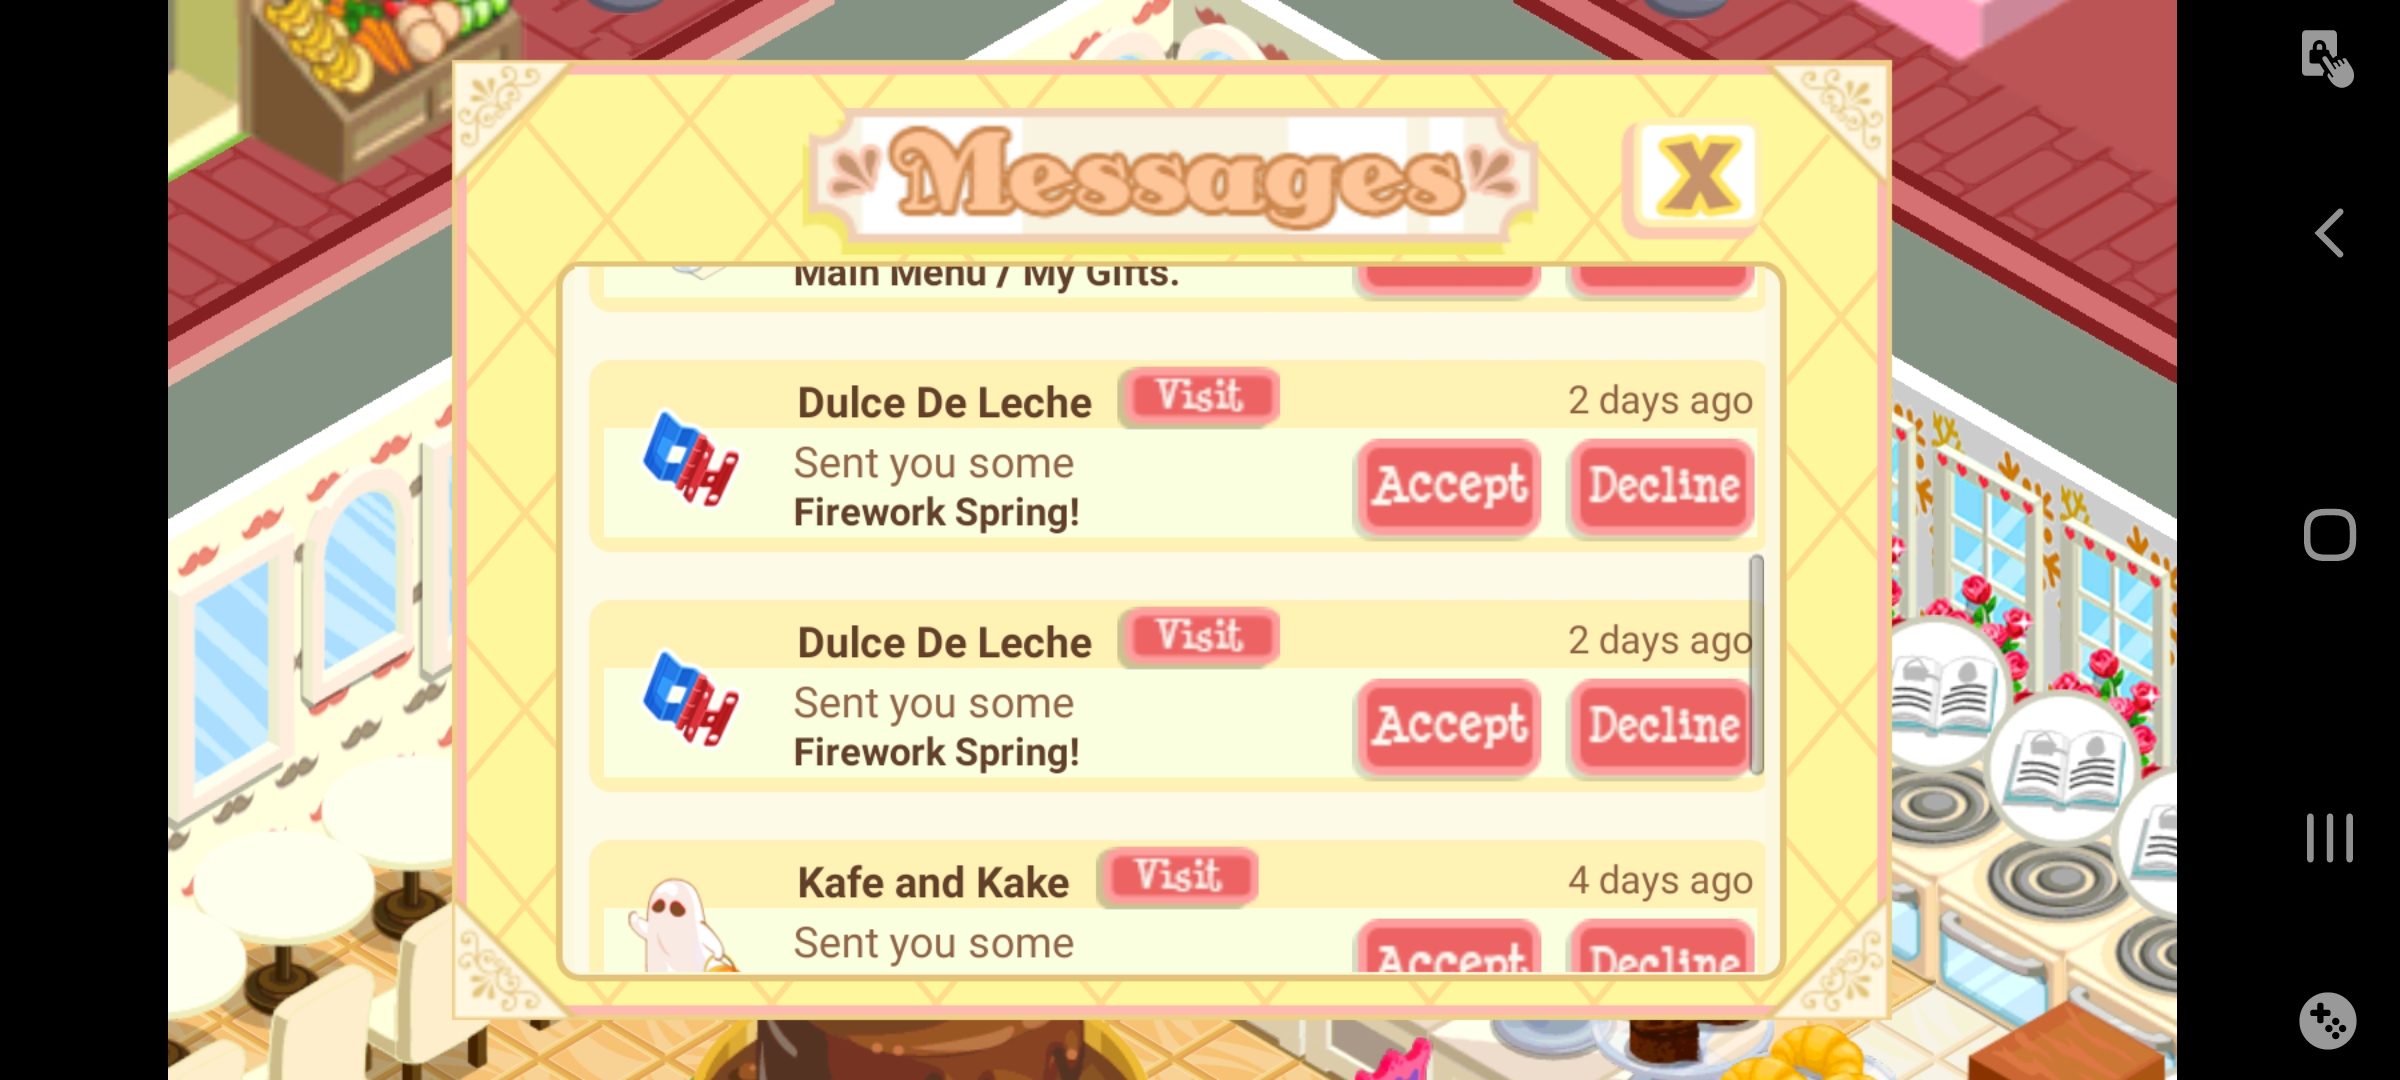 Messages
X
Main Menu / My Gifts.
Dulce De Leche Visit 2 days ago
Sent you some
Firework Spring!
Accept Decline
Dulce De Leche Visit 2 days ago
Sent you some
Firework Spring!
Accept Decline
Kafe and Kake Visit 4 days ago
Sent you some
Accept Decline